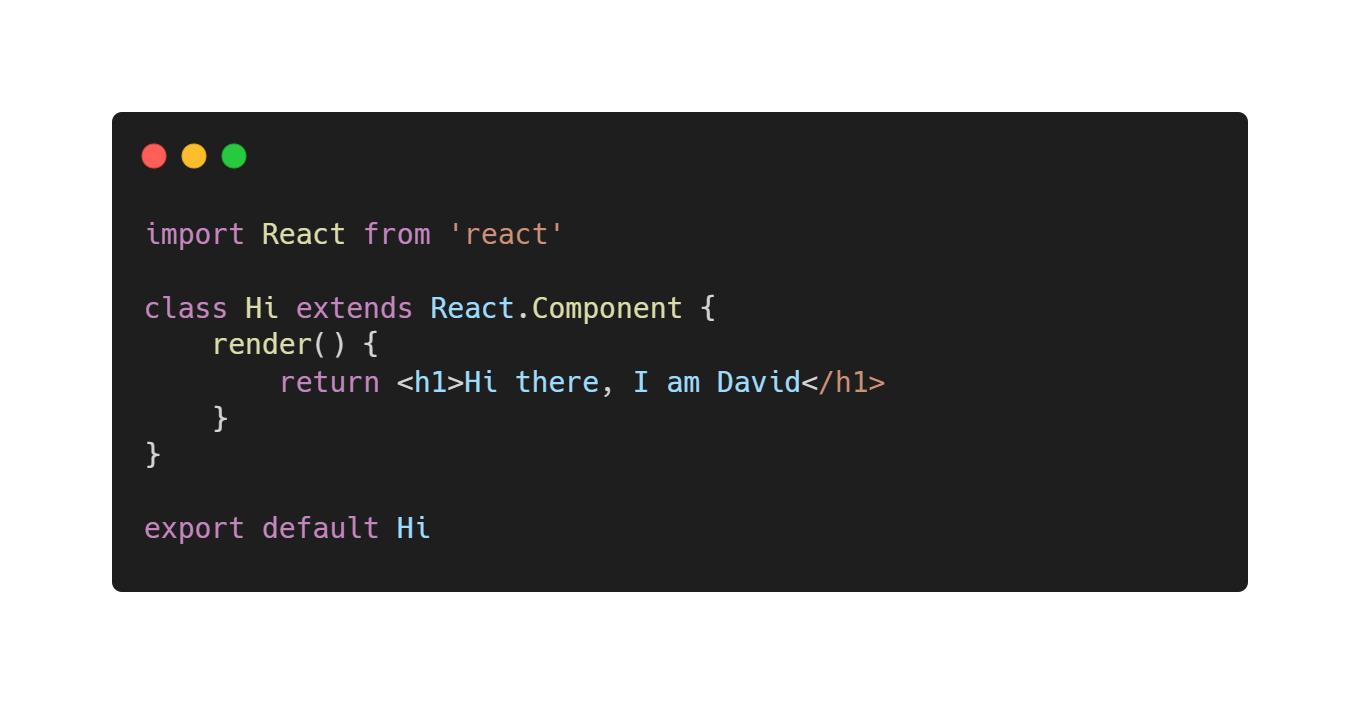 import React from 'react'
class Hi extends React.Component {
    render() {
        return <h1>Hi there, I am David</h1>
    }
}
export default Hi